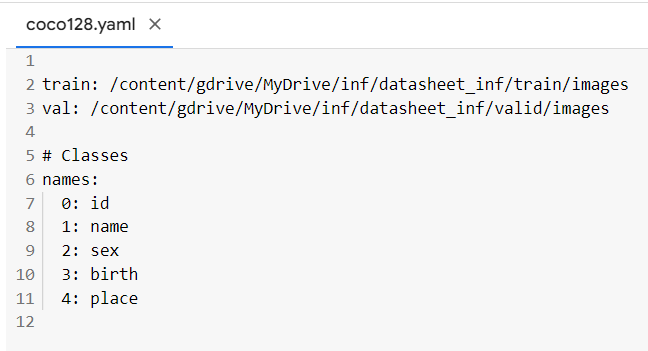 coco128.yaml ×
1
2 train: /content/gdrive/MyDrive/inf/datasheet_inf/train/images
3 val: /content/gdrive/MyDrive/inf/datasheet_inf/valid/images
4
5 # Classes
6 names:
7   0: id
8   1: name
9   2: sex
10   3: birth
11   4: place
12